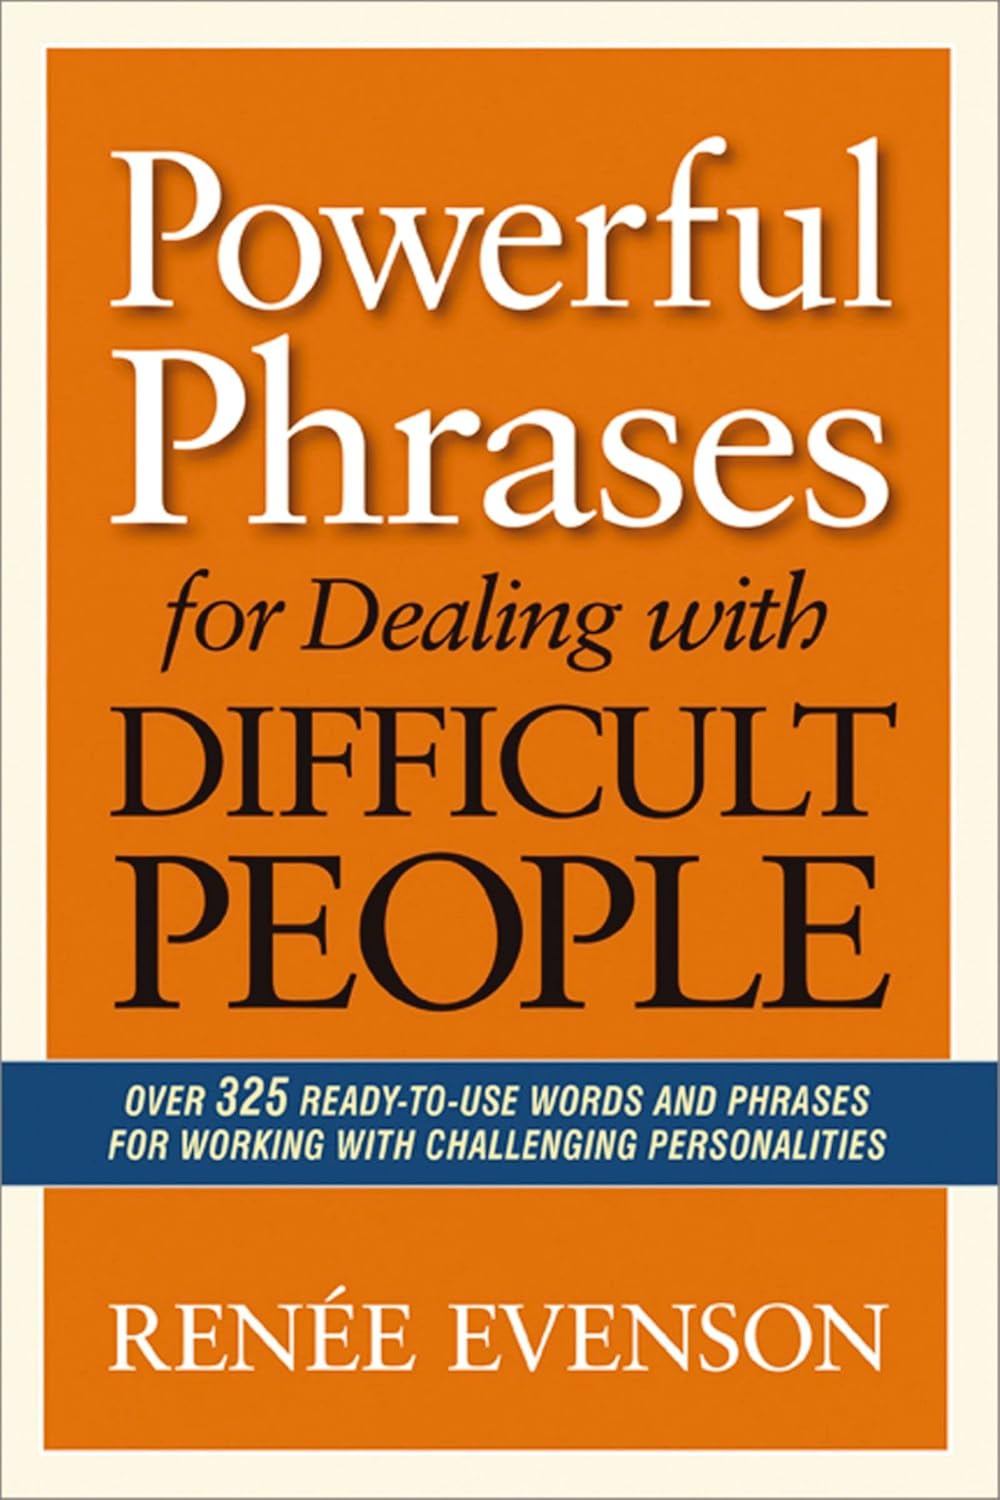 Powerful
Phrases
for Dealing with
DIFFICULT
PEOPLE
OVER 325 READY-TO-USE WORDS AND PHRASES
FOR WORKING WITH CHALLENGING PERSONALITIES
RENÉE EVENSON